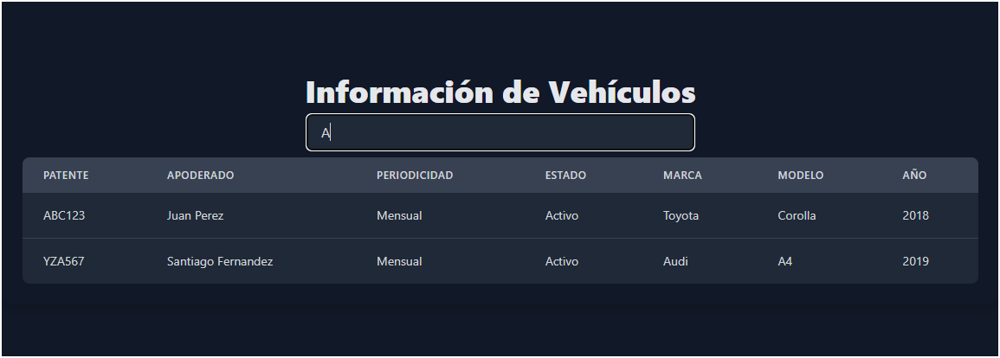 Información de Vehículos
A
PATENTE APODERADO PERIODICIDAD ESTADO MARCA MODELO AÑO
ABC123 Juan Perez Mensual Activo Toyota Corolla 2018
YZA567 Santiago Fernandez Mensual Activo Audi A4 2019